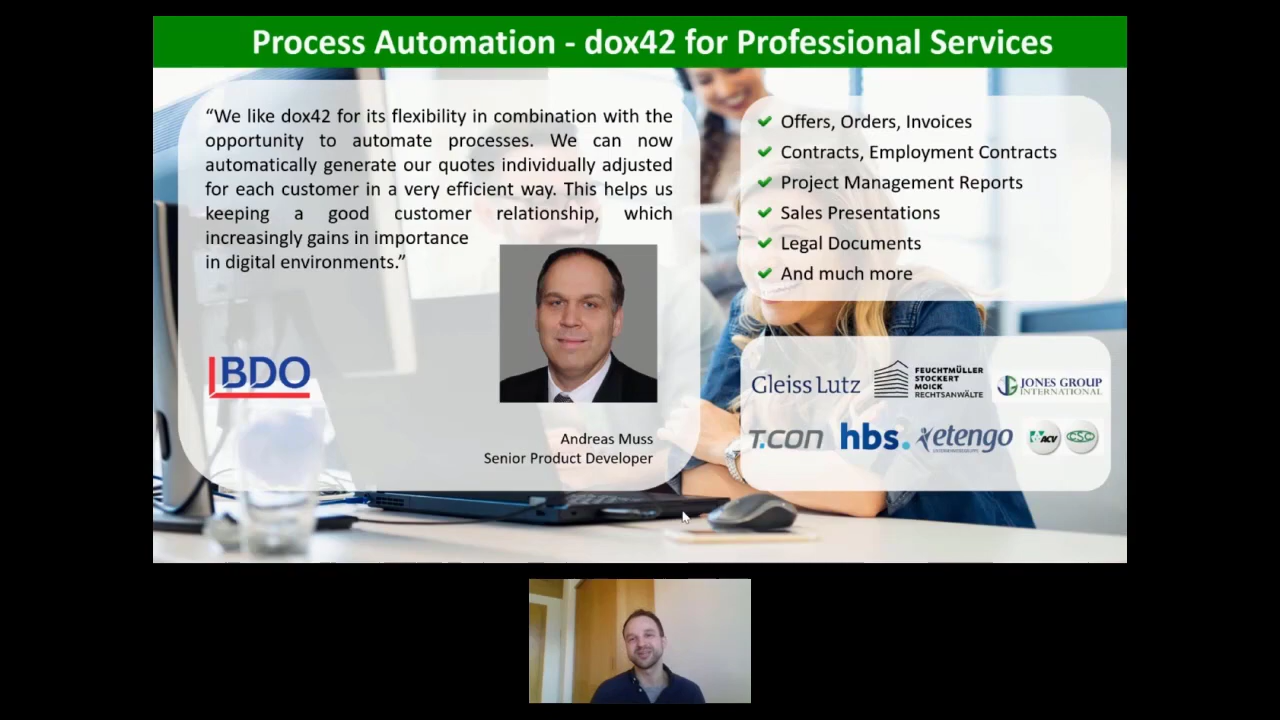 Process Automation - dox42 for Professional Services
“We like dox42 for its flexibility in combination with the
opportunity to automate processes. We can now
automatically generate our quotes individually adjusted
for each customer in a very efficient way. This helps us
keeping a good customer relationship, which
increasingly gains in importance
in digital environments.”
BDO
Andreas Muss
Senior Product Developer
Offers, Orders, Invoices
Contracts, Employment Contracts
Project Management Reports
Sales Presentations
Legal Documents
And much more
Gleiss Lutz
FEUCHTMÜLLER
STOCKERT
MOICK
RECHTSANWÄLTE
JONES GROUP
INTERNATIONAL
T.CON
hbs.
etengo
ACV
CSC